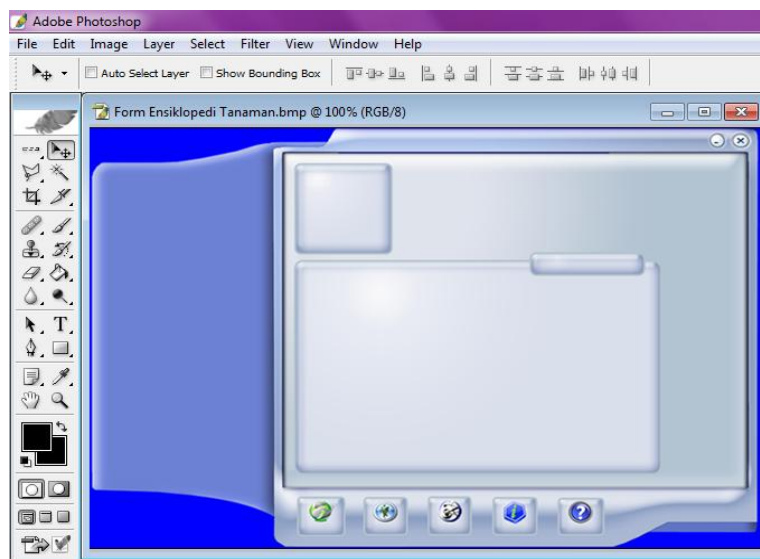 Adobe Photoshop
File Edit Image Layer Select Filter View Window Help
Auto Select Layer Show Bounding Box
Form Ensiklopedi Tanaman.bmp @ 100% (RGB/8)